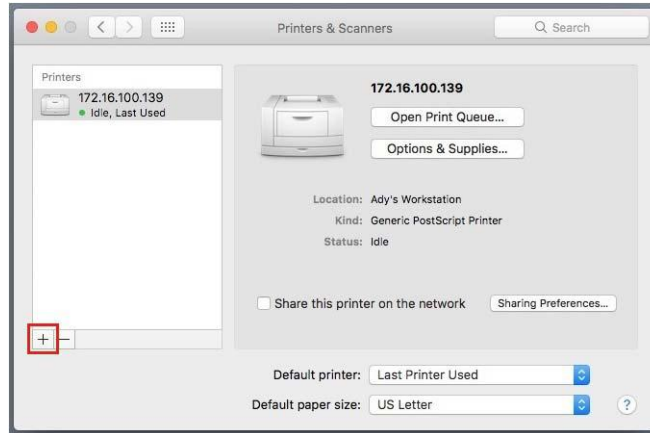 Printers & Scanners
Search
Printers
172.16.100.139
Idle, Last Used
172.16.100.139
Open Print Queue...
Options & Supplies...
Location: Ady's Workstation
Kind: Generic PostScript Printer
Status: Idle
Share this printer on the network
Sharing Preferences...
+ −
Default printer: Last Printer Used
Default paper size: US Letter
?